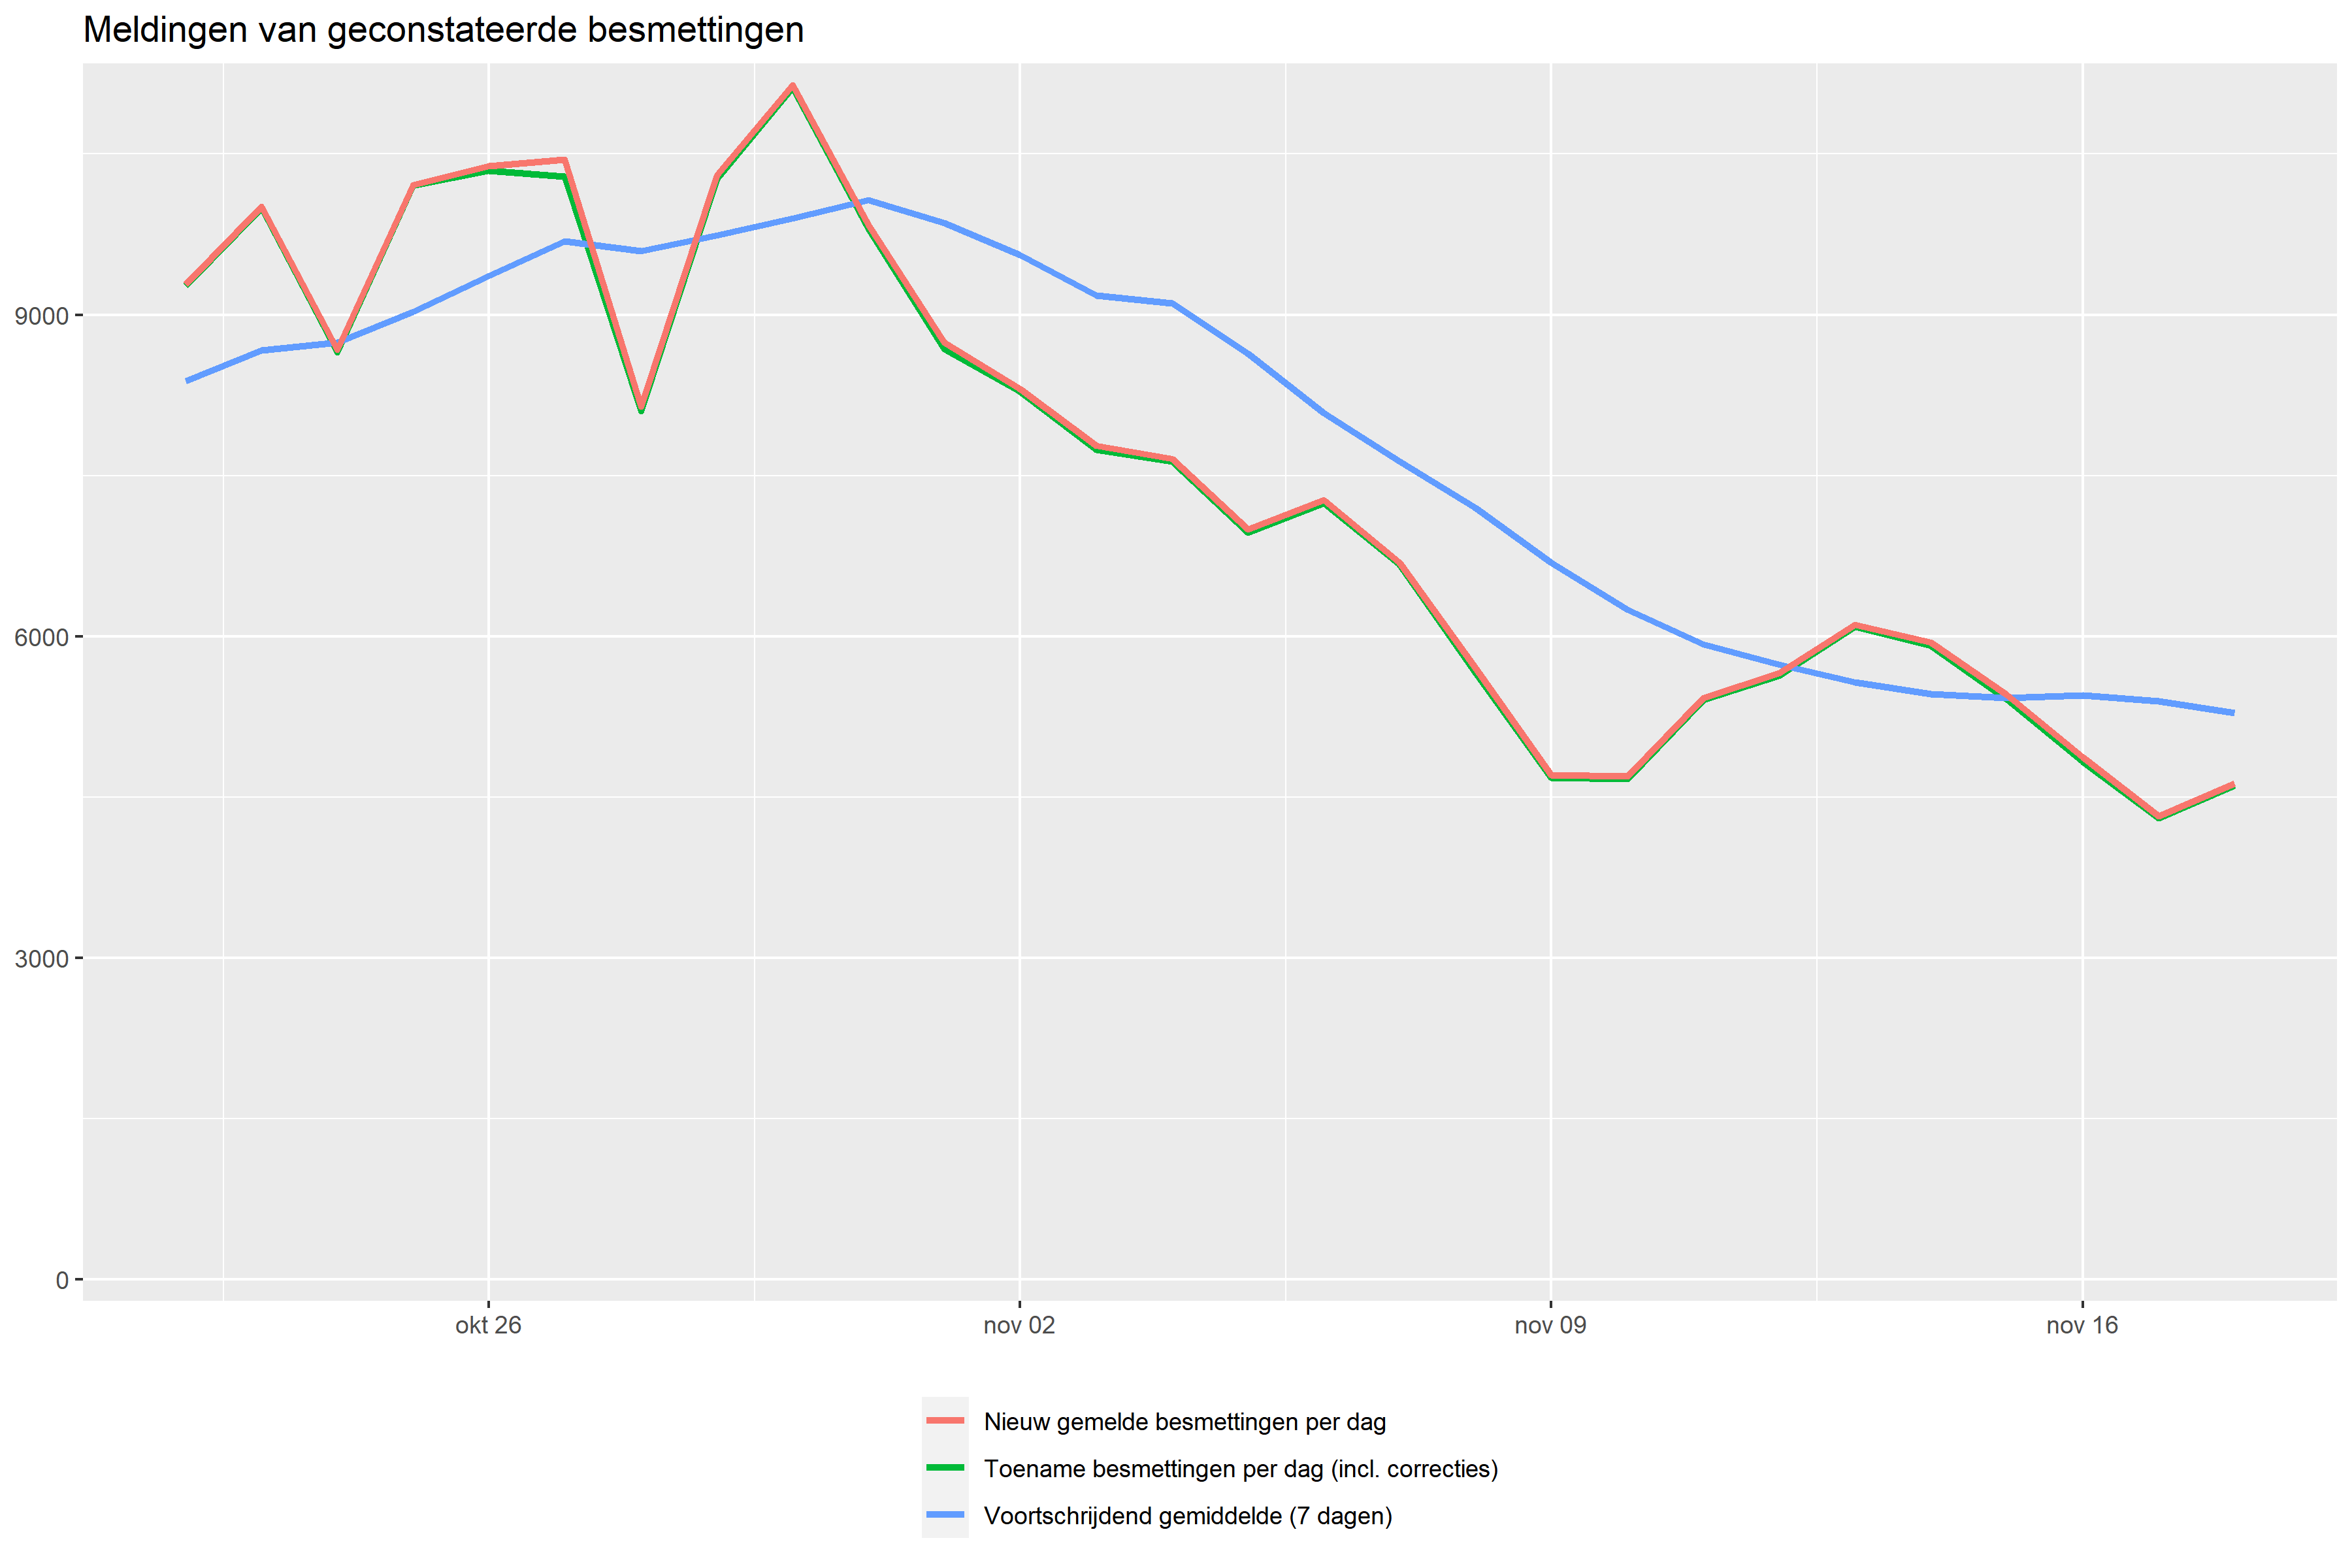 Meldingen van geconstateerde besmettingen
9000
6000
3000
0
okt 26
nov 02
nov 09
nov 16
Nieuw gemelde besmettingen per dag
Toename besmettingen per dag (incl. correcties)
Voortschrijdend gemiddelde (7 dagen)